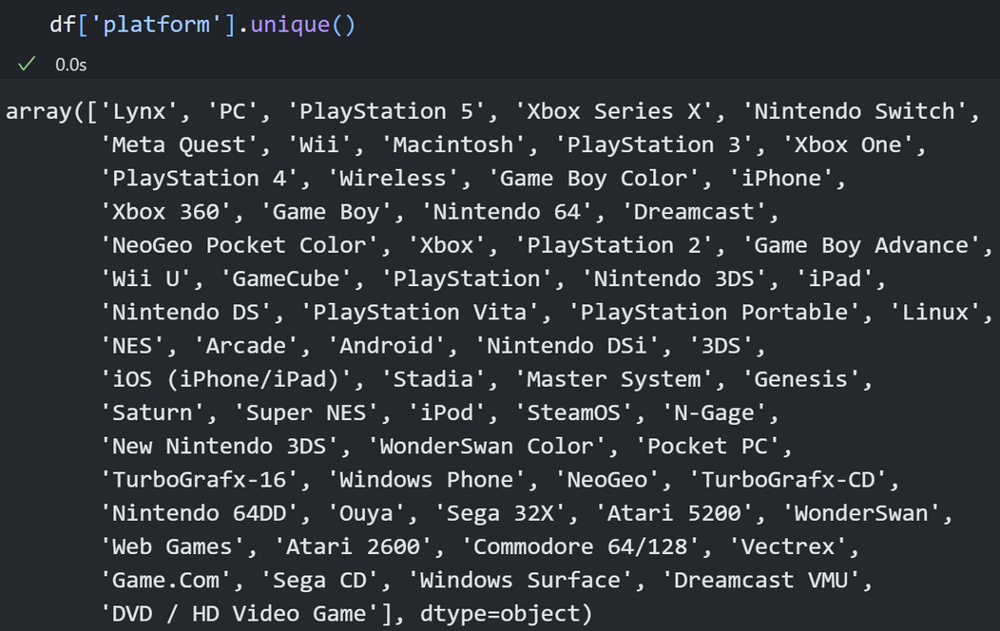 df['platform'].unique()
0.0s
array(['Lynx', 'PC', 'PlayStation 5', 'Xbox Series X', 'Nintendo Switch',
'Meta Quest', 'Wii', 'Macintosh', 'PlayStation 3', 'Xbox One',
'PlayStation 4', 'Wireless', 'Game Boy Color', 'iPhone',
'Xbox 360', 'Game Boy', 'Nintendo 64', 'Dreamcast',
'NeoGeo Pocket Color', 'Xbox', 'PlayStation 2', 'Game Boy Advance',
'Wii U', 'GameCube', 'PlayStation', 'Nintendo 3DS', 'iPad',
'Nintendo DS', 'PlayStation Vita', 'PlayStation Portable', 'Linux',
'NES', 'Arcade', 'Android', 'Nintendo DSi', '3DS',
'iOS (iPhone/iPad)', 'Stadia', 'Master System', 'Genesis',
'Saturn', 'Super NES', 'iPod', 'SteamOS', 'N-Gage',
'New Nintendo 3DS', 'WonderSwan Color', 'Pocket PC',
'TurboGrafx-16', 'Windows Phone', 'NeoGeo', 'TurboGrafx-CD',
'Nintendo 64DD', 'Ouya', 'Sega 32X', 'Atari 5200', 'WonderSwan',
'Web Games', 'Atari 2600', 'Commodore 64/128', 'Vectrex',
'Game.Com', 'Sega CD', 'Windows Surface', 'Dreamcast VMU',
'DVD / HD Video Game'], dtype=object)